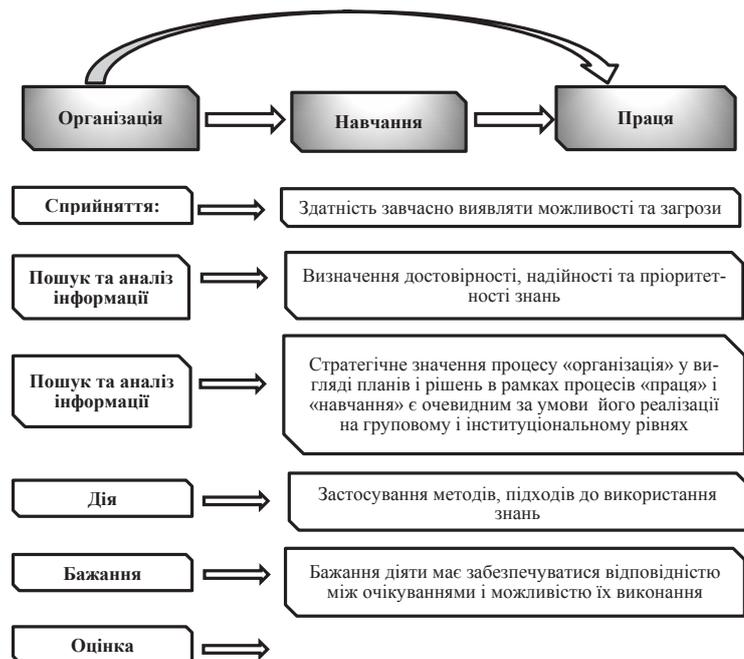 Організація
Навчання
Праця
Сприйняття:
Здатність завчасно виявляти можливості та загрози
Пошук та аналіз
інформації
Визначення достовірності, надійності та пріоритет-
ності знань
Пошук та аналіз
інформації
Стратегічне значення процесу «організація» у ви-
гляді планів і рішень в рамках процесів «праця» і
«навчання» є очевидним за умови його реалізації
на груповому і інституціональному рівнях
Дія
Застосування методів, підходів до використання
знань
Бажання
Бажання діяти має забезпечуватися відповідністю
між очікуваннями і можливістю їх виконання
Оцінка